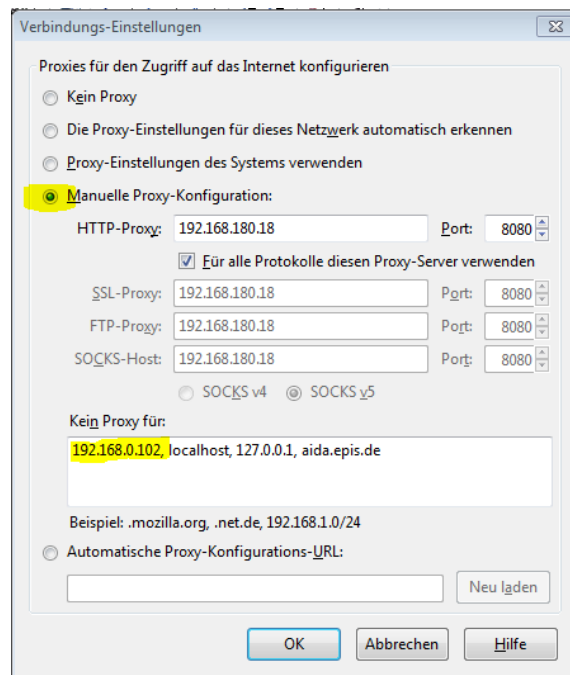 Verbindungs-Einstellungen
Proxies für den Zugriff auf das Internet konfigurieren
Kein Proxy
Die Proxy-Einstellungen für dieses Netzwerk automatisch erkennen
Proxy-Einstellungen des Systems verwenden
Manuelle Proxy-Konfiguration:
HTTP-Proxy: 192.168.180.18 Port: 8080
Für alle Protokolle diesen Proxy-Server verwenden
SSL-Proxy: 192.168.180.18 Port: 8080
FTP-Proxy: 192.168.180.18 Port: 8080
SOCKS-Host: 192.168.180.18 Port: 8080
SOCKS v4 SOCKS v5
Kein Proxy für:
192.168.0.102, localhost, 127.0.0.1, aida.epis.de
Beispiel: .mozilla.org, .net.de, 192.168.1.0/24
Automatische Proxy-Konfigurations-URL:
Neu laden
OK Abbrechen Hilfe